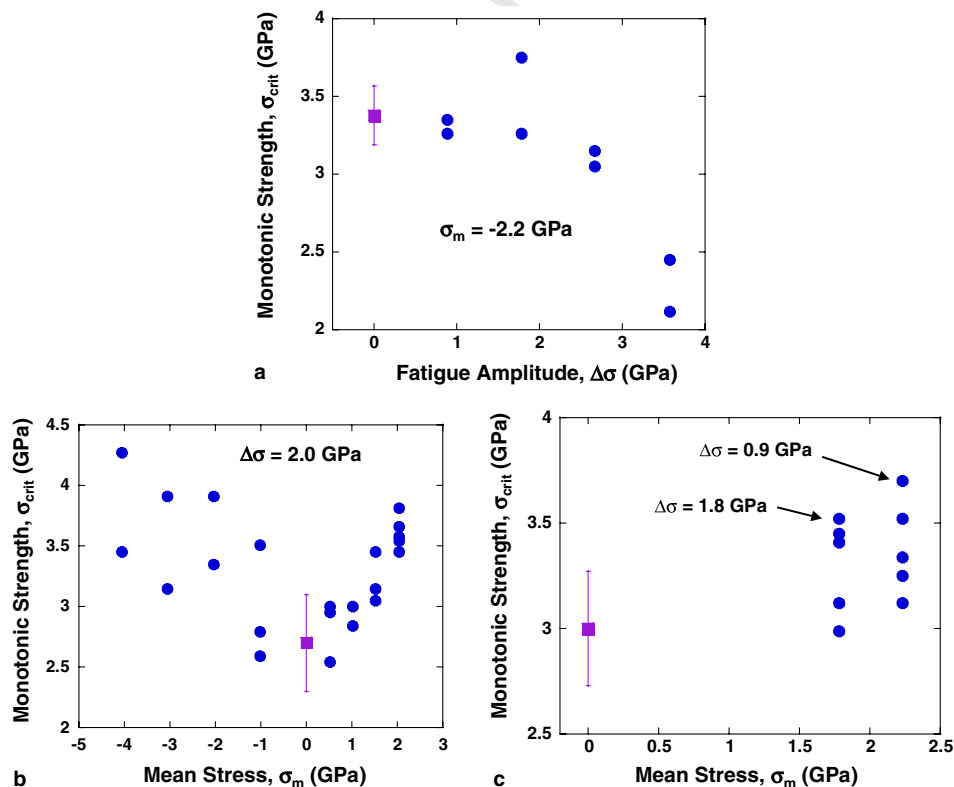 4
3.5
3
2.5
2
Monotonic Strength, σcrit (GPa)
σm = -2.2 GPa
0 1 2 3 4
a Fatigue Amplitude, Δσ (GPa)
4.5
4
3.5
3
2.5
2
Monotonic Strength, σcrit (GPa)
Δσ = 2.0 GPa
-5 -4 -3 -2 -1 0 1 2 3
b Mean Stress, σm (GPa)
4
3.5
3
2.5
Monotonic Strength, σcrit (GPa)
Δσ = 0.9 GPa
Δσ = 1.8 GPa
0 0.5 1 1.5 2 2.5
c Mean Stress, σm (GPa)